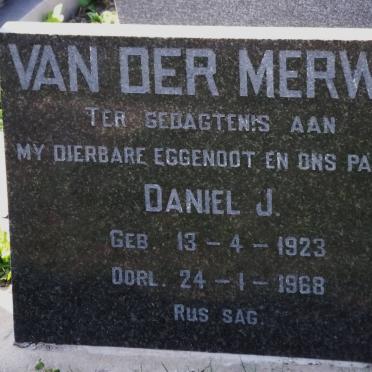 VAN DER MERW
TER GEDAGTENIS AAN
MY DIERBARE EGGENOOT EN ONS PA
DANIEL J.
GEB. 13 - 4 - 1923
OORL. 24 - 1 - 1968
RUS SAG.